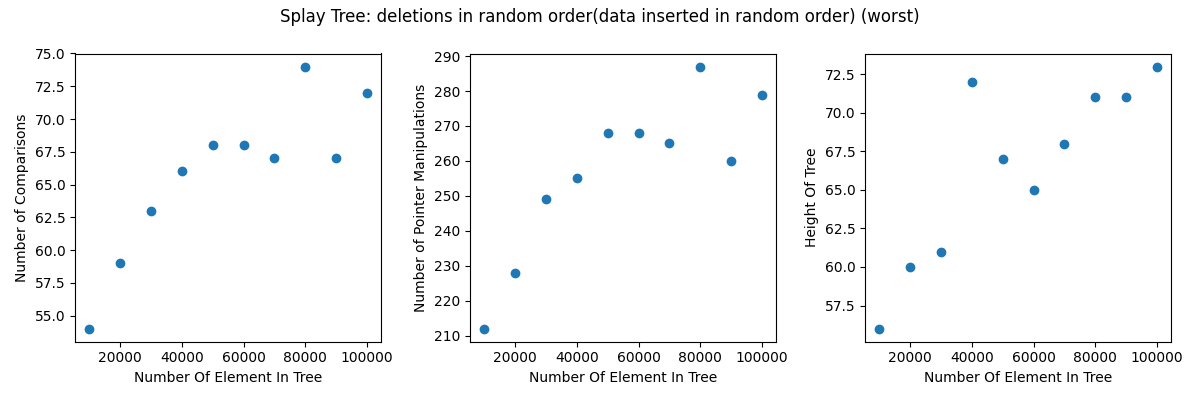 Splay Tree: deletions in random order(data inserted in random order) (worst)
75.0
72.5
70.0
67.5
65.0
62.5
60.0
57.5
55.0
Number of Comparisons
20000 40000 60000 80000 100000
Number Of Element In Tree
290
280
270
260
250
240
230
220
210
Number of Pointer Manipulations
20000 40000 60000 80000 100000
Number Of Element In Tree
72.5
70.0
67.5
65.0
62.5
60.0
57.5
Height Of Tree
20000 40000 60000 80000 100000
Number Of Element In Tree